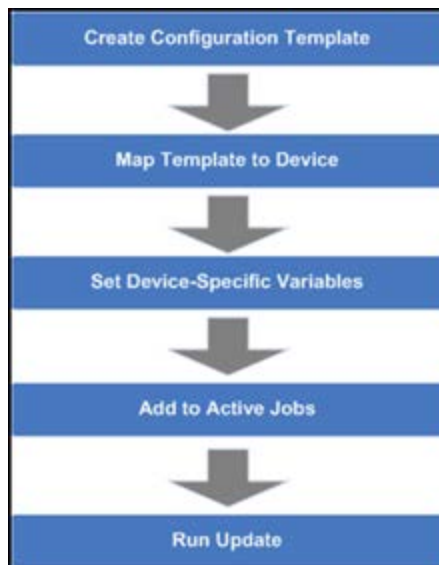 Create Configuration Template
Map Template to Device
Set Device-Specific Variables
Add to Active Jobs
Run Update